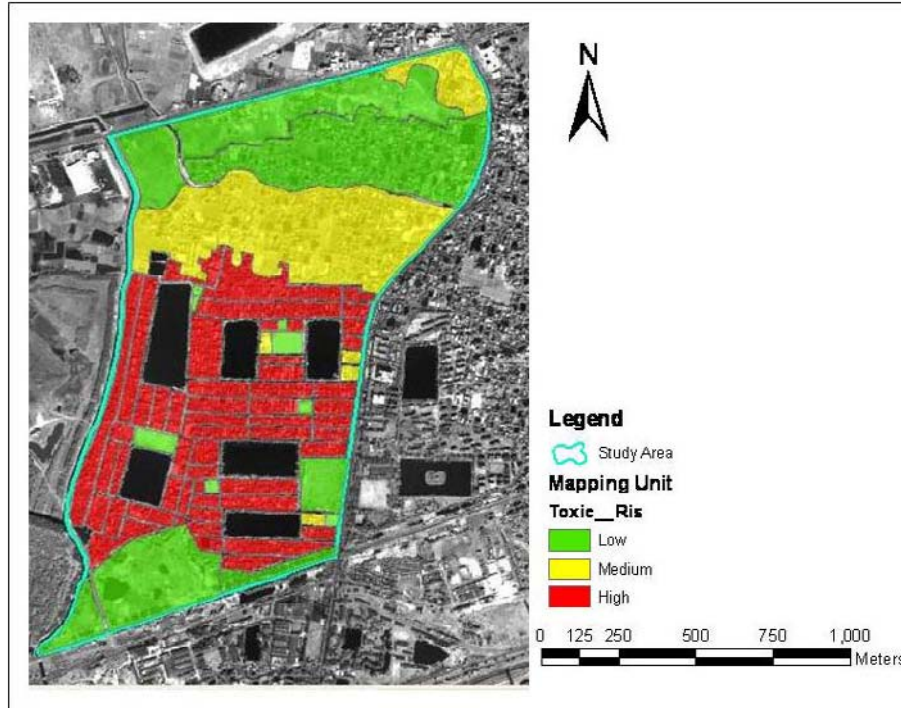 N
Legend
Study Area
Mapping Unit
Toxic__Ris
Low
Medium
High
0 125 250 500 750 1,000
Meters